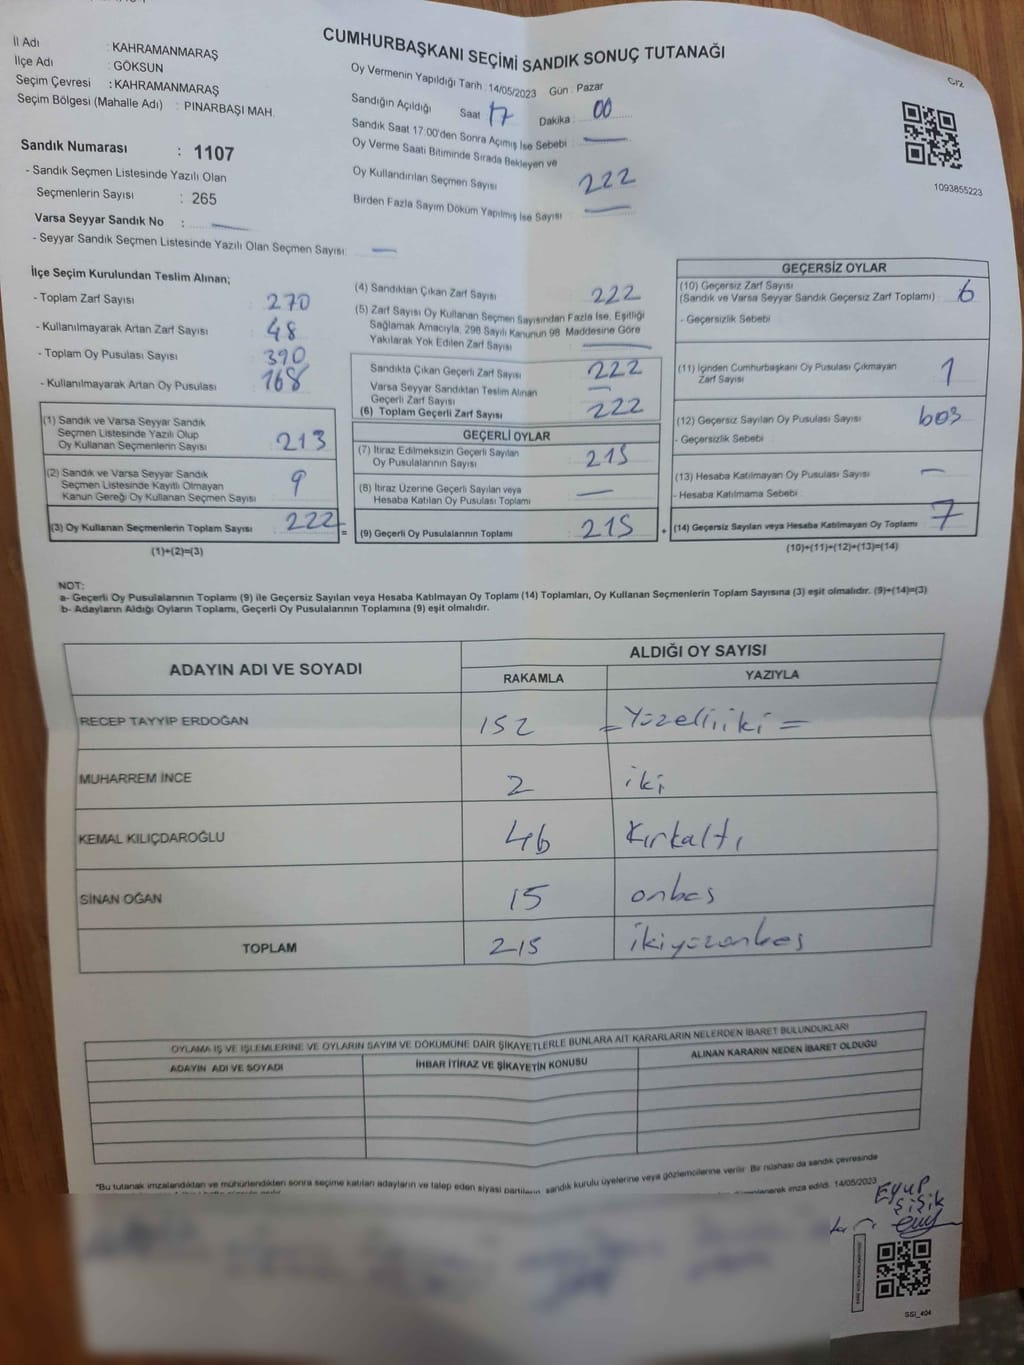 CUMHURBAŞKANI SEÇİMİ SANDIK SONUÇ TUTANAĞI
İl Adı : KAHRAMANMARAŞ
İlçe Adı : GÖKSUN
Seçim Çevresi : KAHRAMANMARAŞ
Seçim Bölgesi (Mahalle Adı) : PINARBAŞI MAH.
Sandık Numarası : 1107
- Sandık Seçmen Listesinde Yazılı Olan
Seçmenlerin Sayısı : 265
Varsa Seyyar Sandık No :
- Seyyar Sandık Seçmen Listesinde Yazılı Olan Seçmen Sayısı:
Oy Vermenin Yapıldığı Tarih : 14/05/2023 Gün : Pazar
Sandığın Açıldığı Saat 17 Dakika : 00
Sandık Saat 17:00'den Sonra Açılmış İse Sebebi :
Oy Verme Saati Bitiminde Sırada Bekleyen ve
Oy Kullandırılan Seçmen Sayısı : 222
Birden Fazla Sayım Döküm Yapılmış İse Sayısı :
1093855223
İlçe Seçim Kurulundan Teslim Alınan;
- Toplam Zarf Sayısı : 270
- Kullanılmayarak Artan Zarf Sayısı : 48
- Toplam Oy Pusulası Sayısı : 390
- Kullanılmayarak Artan Oy Pusulası : 168
(1) Sandık ve Varsa Seyyar Sandık
Seçmen Listesinde Yazılı Olup
Oy Kullanan Seçmenlerin Sayısı : 213
(2) Sandık ve Varsa Seyyar Sandık
Seçmen Listesinde Kayıtlı Olmayan
Kanun Gereği Oy Kullanan Seçmen Sayısı : 9
(3) Oy Kullanan Seçmenlerin Toplam Sayısı : 222
(1)+(2)=(3)
(4) Sandıktan Çıkan Zarf Sayısı : 222
(5) Zarf Sayısı Oy Kullanan Seçmen Sayısından Fazla İse, Eşitliği
Sağlamak Amacıyla, 298 Sayılı Kanunun 98. Maddesine Göre
Yakılarak Yok Edilen Zarf Sayısı :
Sandıkta Çıkan Geçerli Zarf Sayısı : 222
Varsa Seyyar Sandıktan Teslim Alınan
Geçerli Zarf Sayısı :
(6) Toplam Geçerli Zarf Sayısı : 222
GEÇERLİ OYLAR
(7) İtiraz Edilmeksizin Geçerli Sayılan
Oy Pusulalarının Sayısı : 215
(8) İtiraz Üzerine Geçerli Sayılan veya
Hesaba Katılan Oy Pusulası Toplamı :
= (9) Geçerli Oy Pusulalarının Toplamı : 215 +
GEÇERSİZ OYLAR
(10) Geçersiz Zarf Sayısı
(Sandık ve Varsa Seyyar Sandık Geçersiz Zarf Toplamı) : 6
- Geçersizlik Sebebi :
(11) İçinden Cumhurbaşkanı Oy Pusulası Çıkmayan
Zarf Sayısı : 1
(12) Geçersiz Sayılan Oy Pusulası Sayısı :
- Geçersizlik Sebebi :
(13) Hesaba Katılmayan Oy Pusulası Sayısı :
- Hesaba Katılmama Sebebi :
(14) Geçersiz Sayılan veya Hesaba Katılmayan Oy Toplamı : 7
(10)+(11)+(12)+(13)=(14)
NOT:
a- Geçerli Oy Pusulalarının Toplamı (9) ile Geçersiz Sayılan veya Hesaba Katılmayan Oy Toplamı (14) Toplamları, Oy Kullanan Seçmenlerin Toplam Sayısına (3) eşit olmalıdır. (9)+(14)=(3)
b- Adayların Aldığı Oyların Toplamı, Geçerli Oy Pusulalarının Toplamına (9) eşit olmalıdır.
ADAYIN ADI VE SOYADI ALDIĞI OY SAYISI
RAKAMLA YAZIYLA
RECEP TAYYİP ERDOĞAN 152 = Yüzelliiki =
MUHARREM İNCE 2 iki
KEMAL KILIÇDAROĞLU 46 Kırkaltı
SİNAN OĞAN 15 onbeş
TOPLAM 215 ikiyüzonbeş
OYLAMA İŞ VE İŞLEMLERİNE VE OYLARIN SAYIM VE DÖKÜMÜNE DAİR ŞİKAYETLERLE BUNLARA AİT KARARLARIN NELERDEN İBARET BULUNDUKLARI
ADAYIN ADI VE SOYADI İHBAR İTİRAZ VE ŞİKAYETİN KONUSU ALINAN KARARIN NEDEN İBARET OLDUĞU
*Bu tutanak imzalandıktan ve mühürlendikten sonra seçime katılan adayların ve talep eden siyasi partilerin, sandık kurulu üyelerine veya gözlemcilerine verilir. Bir nüshası da sandık çevresinde
imza edildi. 14/05/2023
Eyup
Şişik
SSİ_404